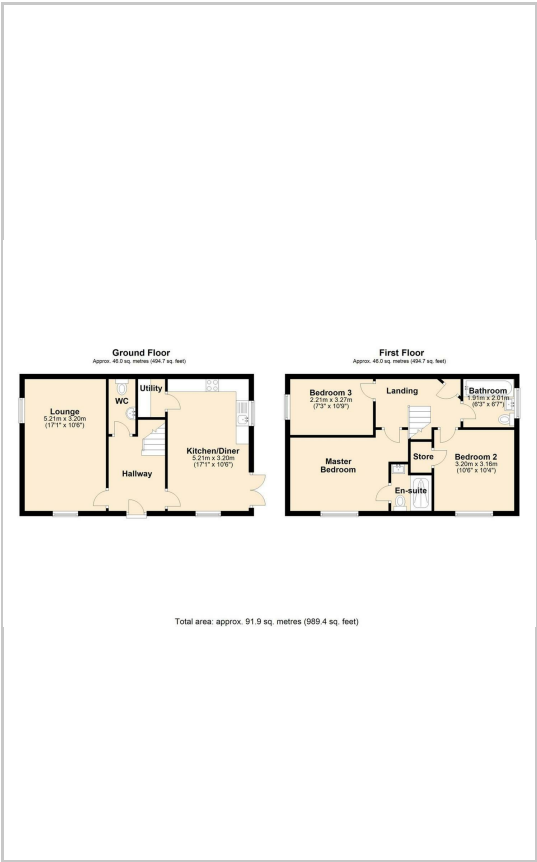 Ground Floor
Approx. 46.0 sq. metres (494.7 sq. feet)
Lounge
5.21m x 3.20m
(17'1" x 10'6")
WC
Utility
Hallway
Kitchen/Diner
5.21m x 3.20m
(17'1" x 10'6")
First Floor
Approx. 46.0 sq. metres (494.7 sq. feet)
Bedroom 3
2.21m x 3.27m
(7'3" x 10'9")
Landing
Bathroom
1.91m x 2.01m
(6'3" x 6'7")
Master
Bedroom
Store
En-suite
Bedroom 2
3.20m x 3.16m
(10'6" x 10'4")
Total area: approx. 91.9 sq. metres (989.4 sq. feet)